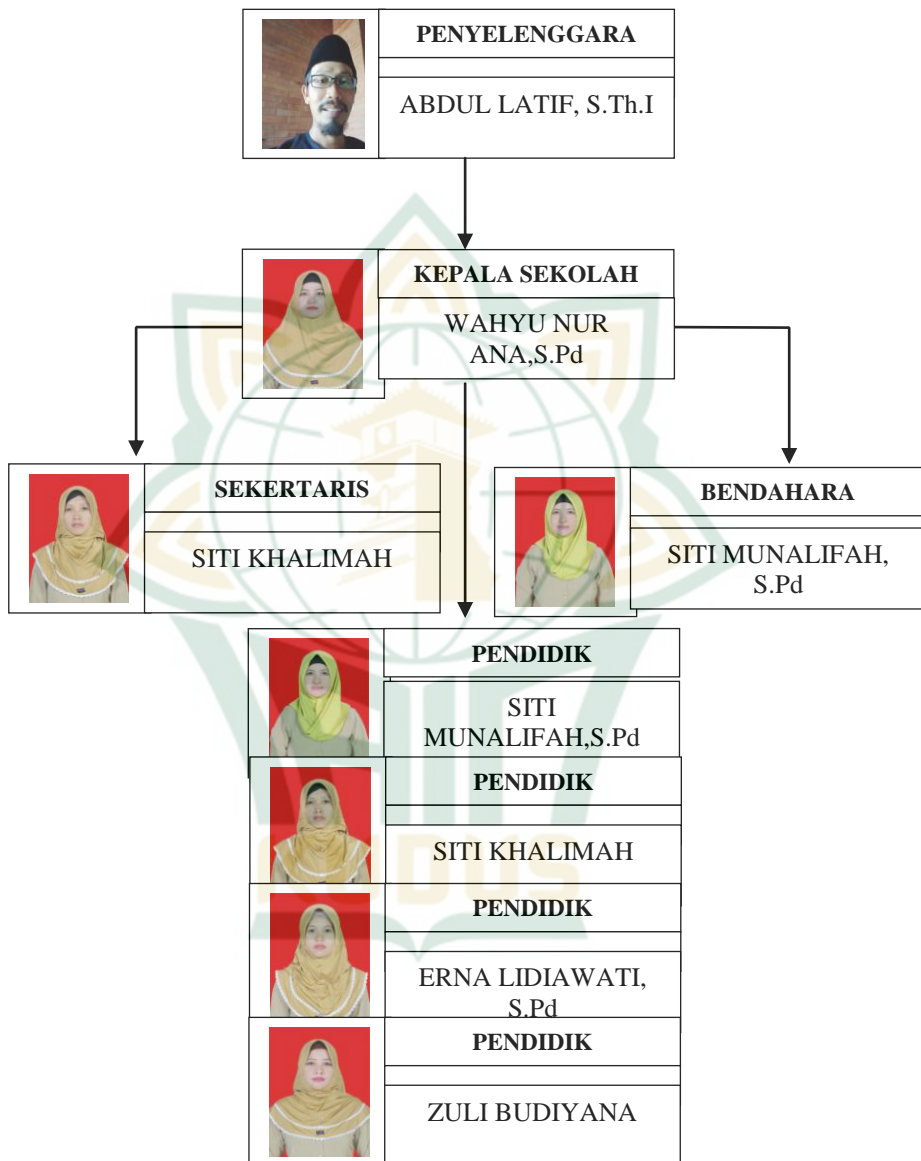 PENYELENGGARA
ABDUL LATIF, S.Th.I
KEPALA SEKOLAH
WAHYU NUR
ANA,S.Pd
SEKERTARIS
SITI KHALIMAH
BENDAHARA
SITI MUNALIFAH,
S.Pd
PENDIDIK
SITI
MUNALIFAH,S.Pd
PENDIDIK
SITI KHALIMAH
PENDIDIK
ERNA LIDIAWATI,
S.Pd
PENDIDIK
ZULI BUDIYANA
KUDUS